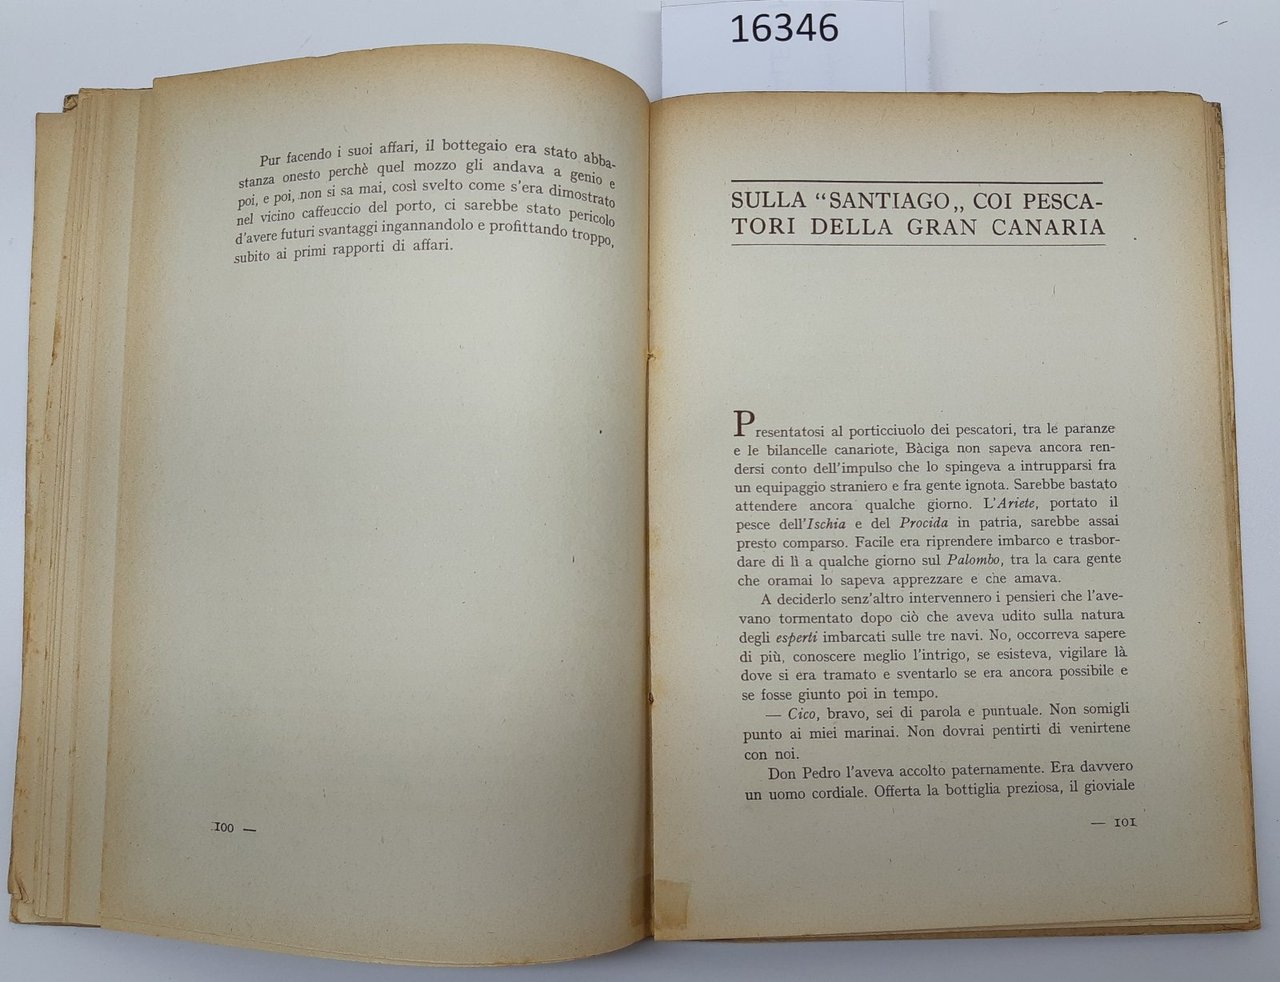 16346
Pur facendo i suoi affari, il bottegaio era stato abba-
stanza onesto perchè quel mozzo gli andava a genio e
poi, e poi, non si sa mai, così svelto come s'era dimostrato
nel vicino caffeuccio del porto, ci sarebbe stato pericolo
d'avere futuri svantaggi ingannandolo e profittando troppo,
subito ai primi rapporti di affari.
100 —
SULLA “SANTIAGO„ COI PESCA-
TORI DELLA GRAN CANARIA
Presentatosi al porticciuolo dei pescatori, tra le paranze
e le bilancelle canariote, Bàciga non sapeva ancora ren-
dersi conto dell'impulso che lo spingeva a intrupparsi fra
un equipaggio straniero e fra gente ignota. Sarebbe bastato
attendere ancora qualche giorno. L'Ariete, portato il
pesce dell'Ischia e del Procida in patria, sarebbe assai
presto comparso. Facile era riprendere imbarco e trasbor-
dare di lì a qualche giorno sul Palombo, tra la cara gente
che oramai lo sapeva apprezzare e che amava.
A deciderlo senz'altro intervennero i pensieri che l'ave-
vano tormentato dopo ciò che aveva udito sulla natura
degli esperti imbarcati sulle tre navi. No, occorreva sapere
di più, conoscere meglio l'intrigo, se esisteva, vigilare là
dove si era tramato e sventarlo se era ancora possibile e
se fosse giunto poi in tempo.
— Cico, bravo, sei di parola e puntuale. Non somigli
punto ai miei marinai. Non dovrai pentirti di venirtene
con noi.
Don Pedro l'aveva accolto paternamente. Era davvero
un uomo cordiale. Offerta la bottiglia preziosa, il gioviale
— 101